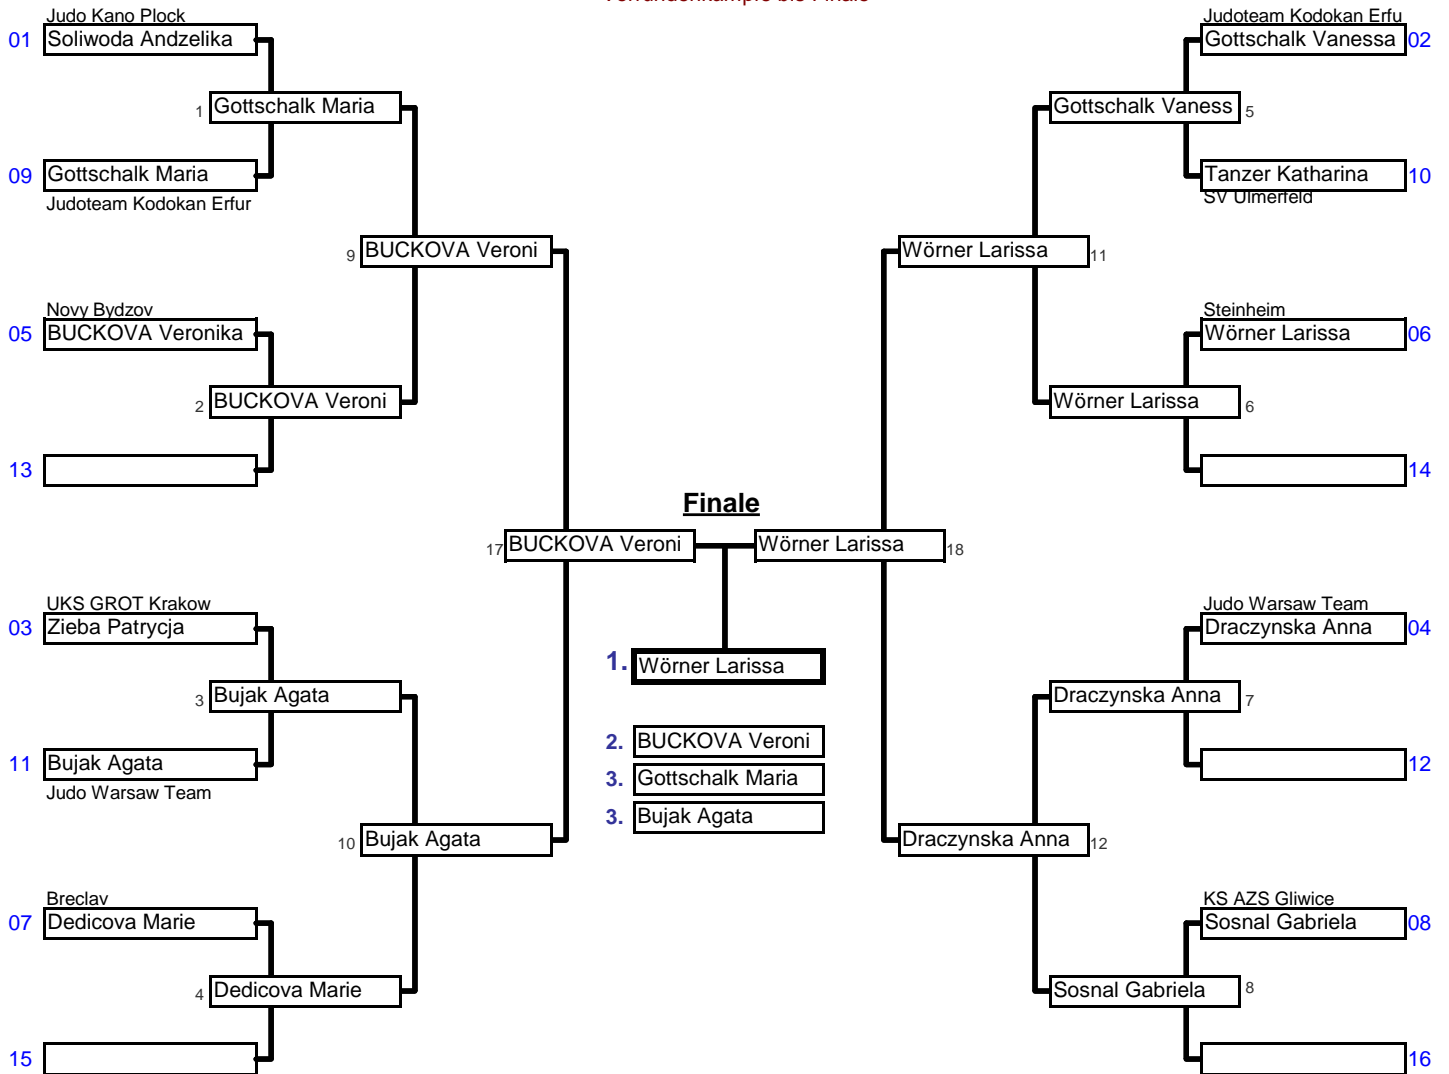 Vorrundenkämpfe bis Finale
Judo Kano Plock
01 Soliwoda Andzelika
1 Gottschalk Maria
09 Gottschalk Maria
Judoteam Kodokan Erfur
9 BUCKOVA Veroni
Novy Bydzov
05 BUCKOVA Veronika
2 BUCKOVA Veroni
13
17 BUCKOVA Veroni
UKS GROT Krakow
03 Zieba Patrycja
3 Bujak Agata
11 Bujak Agata
Judo Warsaw Team
10 Bujak Agata
Breclav
07 Dedicova Marie
4 Dedicova Marie
15
Finale
1. Wörner Larissa
2. BUCKOVA Veroni
3. Gottschalk Maria
3. Bujak Agata
Judoteam Kodokan Erfu
Gottschalk Vanessa 02
Gottschalk Vaness 5
Tanzer Katharina 10
SV Ulmerfeld
Wörner Larissa 11
Steinheim
Wörner Larissa 06
Wörner Larissa 6
14
Wörner Larissa 18
Judo Warsaw Team
Draczynska Anna 04
Draczynska Anna 7
12
Draczynska Anna 12
KS AZS Gliwice
Sosnal Gabriela 08
Sosnal Gabriela 8
16